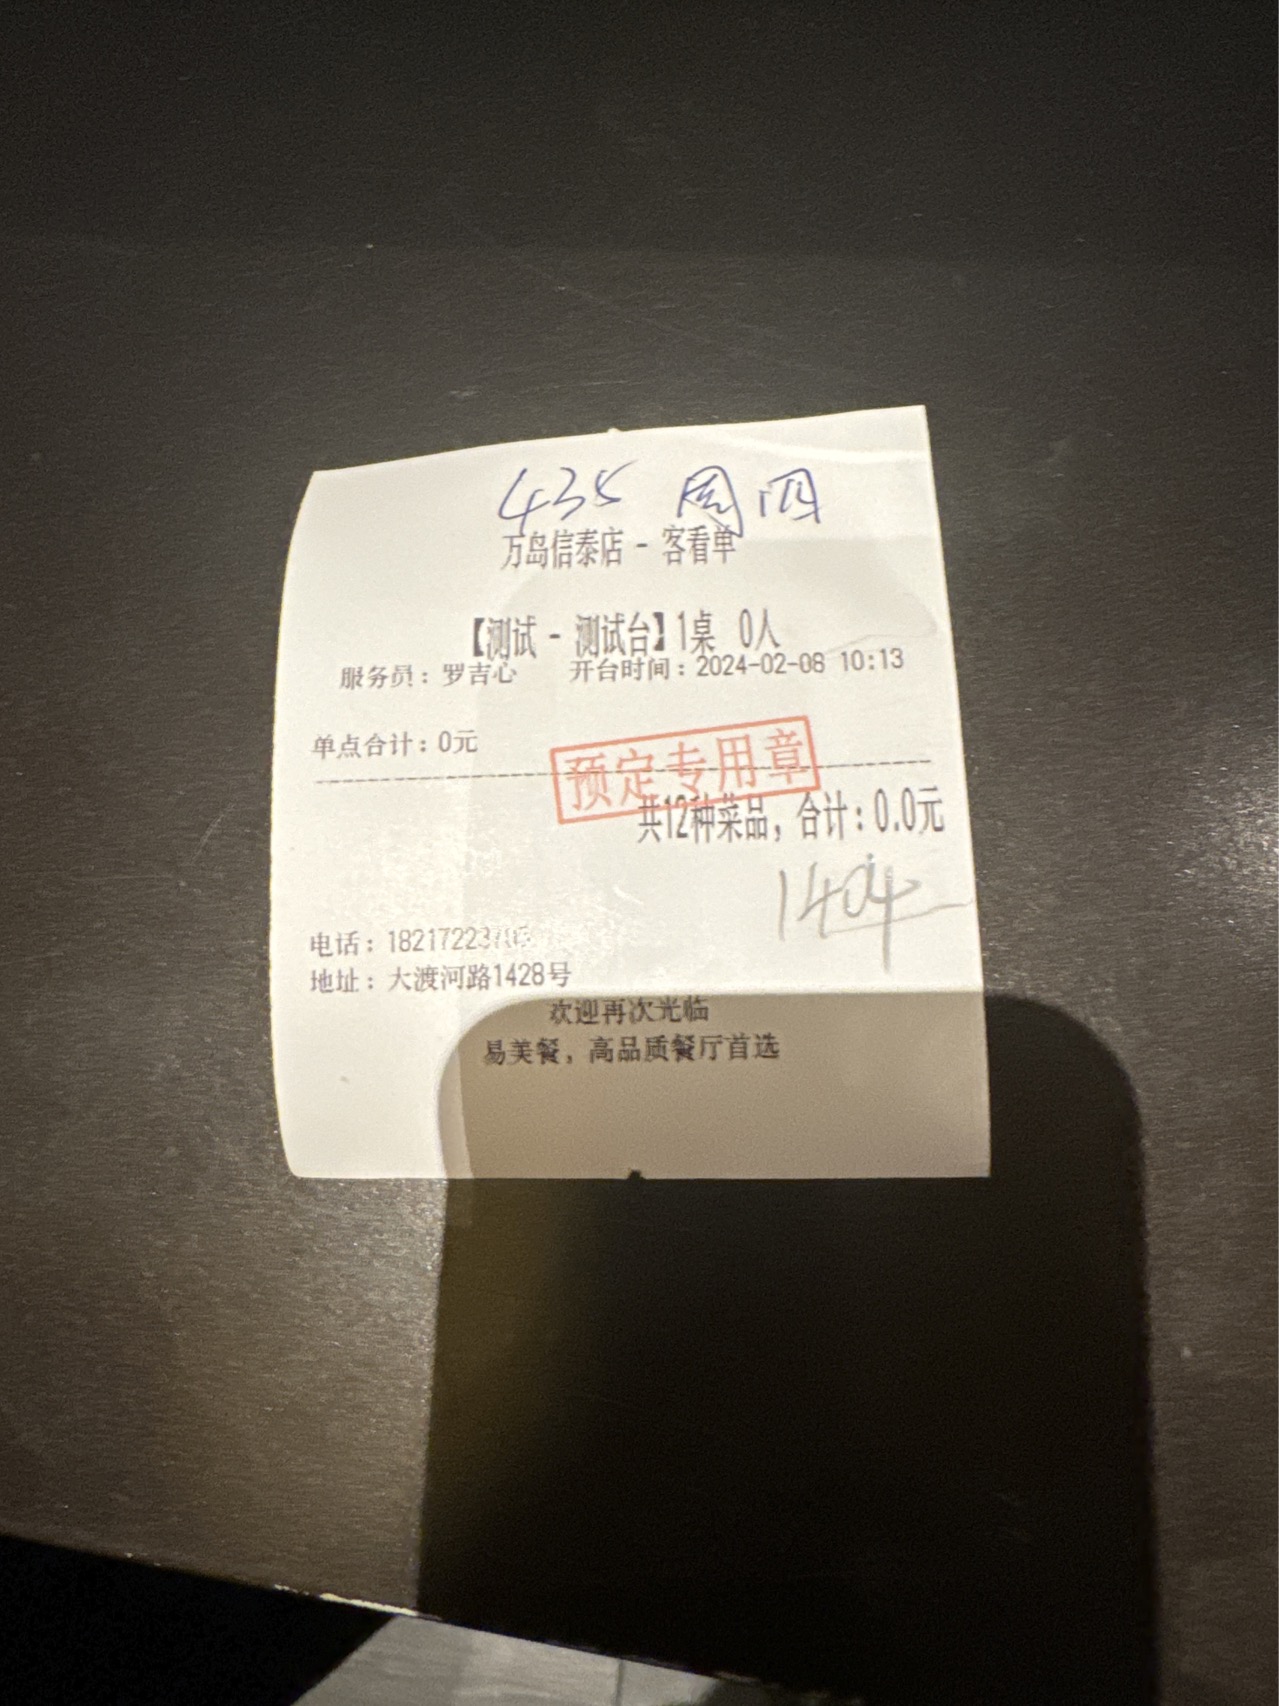 435 周四
万岛信泰店 - 客看单
【测试 - 测试台】1桌 0人
服务员：罗吉心 开台时间：2024-02-08 10:13
单点合计：0元
预定专用章
共12种菜品，合计：0.0元
1404
电话：
地址：大渡河路1428号
欢迎再次光临
易美餐，高品质餐厅首选